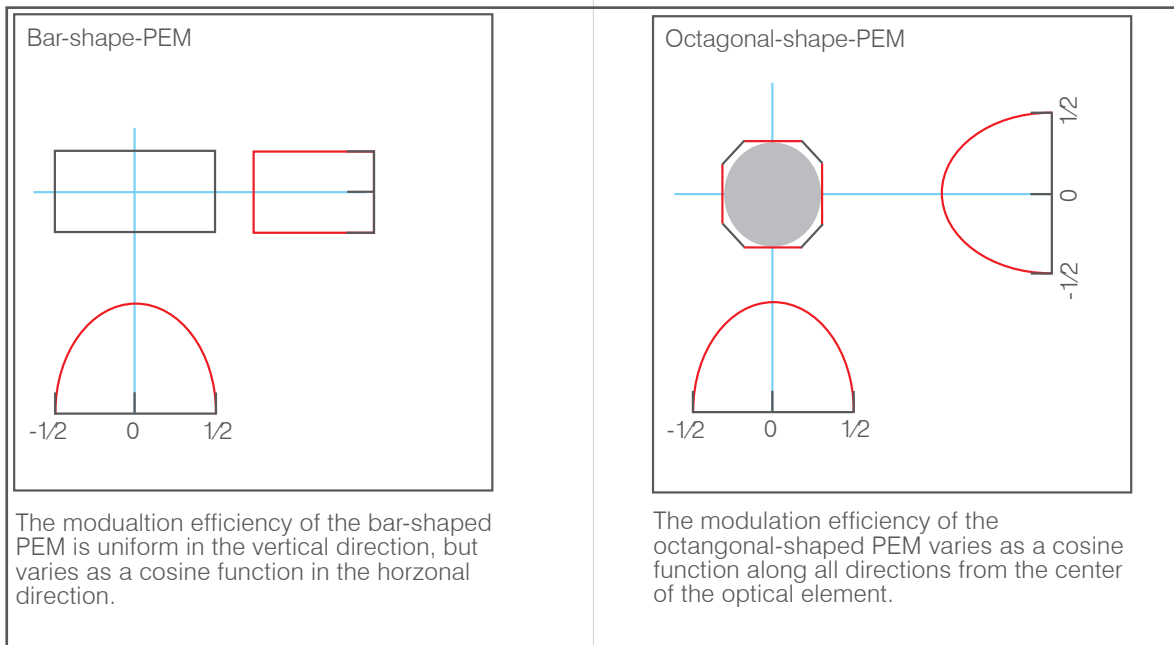 Bar-shape-PEM
-1/2 0 1/2
The modualtion efficiency of the bar-shaped
PEM is uniform in the vertical direction, but
varies as a cosine function in the horzonal
direction.
Octagonal-shape-PEM
1/2
0
-1/2
-1/2 0 1/2
The modulation efficiency of the
octangonal-shaped PEM varies as a cosine
function along all directions from the center
of the optical element.